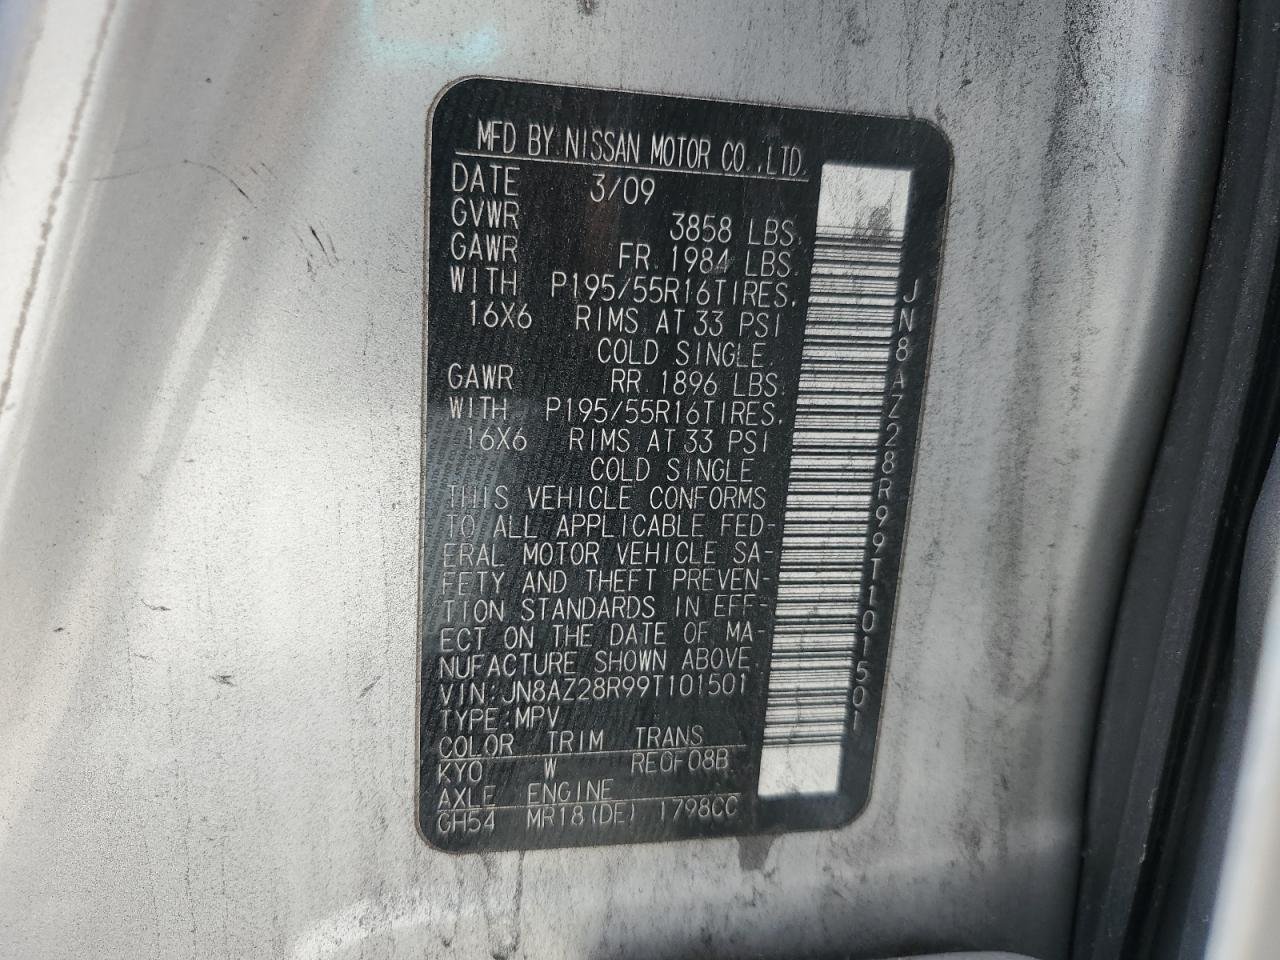 MFD BY NISSAN MOTOR CO.,LTD.
DATE 3/09
GVWR 3858 LBS.
GAWR FR. 1984 LBS.
WITH P195/55R16TIRES,
16X6 RIMS AT 33 PSI
COLD SINGLE.
GAWR RR. 1896 LBS.
WITH P195/55R16TIRES,
16X6 RIMS AT 33 PSI
COLD SINGLE
THIS VEHICLE CONFORMS
TO ALL APPLICABLE FED-
ERAL MOTOR VEHICLE SA-
FETY AND THEFT PREVEN-
TION STANDARDS IN EFF-
ECT ON THE DATE OF MA-
NUFACTURE SHOWN ABOVE.
VIN:JN8AZ28R99T101501
TYPE:MPV
COLOR TRIM TRANS
KY0 W RE0F08B
AXLE ENGINE
GH54 MR18(DE) 1798CC
JN8AZ28R99T101501